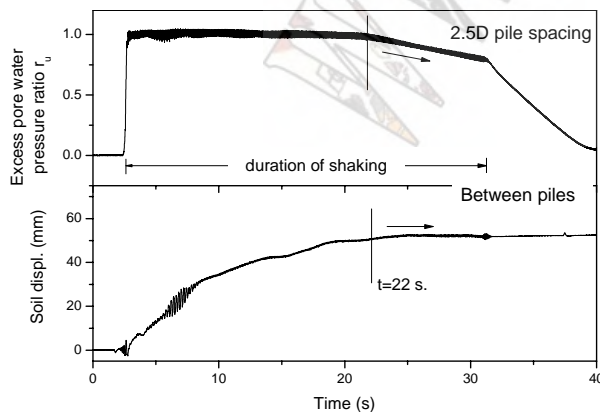 Excess pore water
pressure ratio r_u
1.0
0.5
0.0
2.5D pile spacing
duration of shaking
Soil displ. (mm)
60
40
20
0
Between piles
t=22 s.
0
10
20
30
40
Time (s)